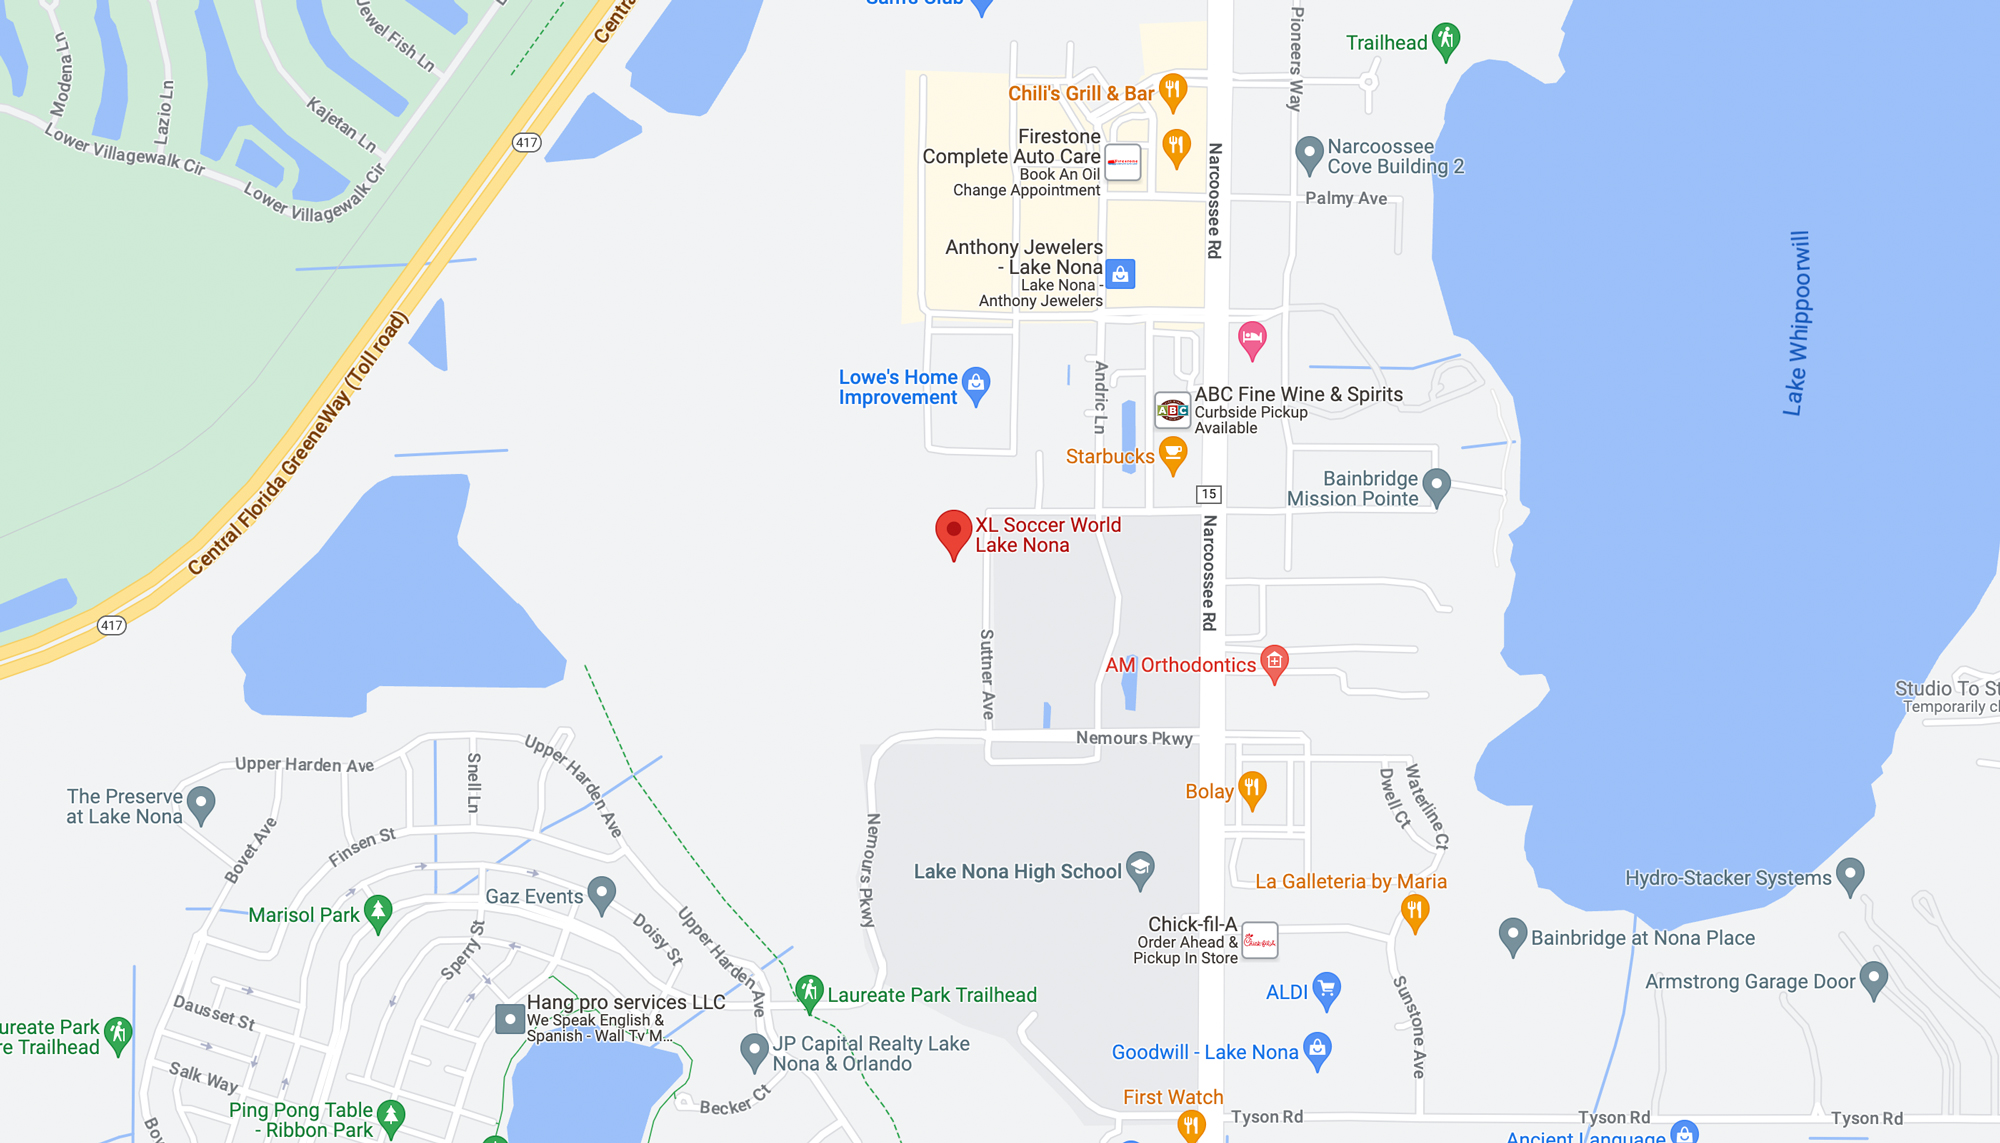 Sam's Club
Central
Jewel Fish Ln
Modena Ln
Lazio Ln
Kajetan Ln
Lower Villagewalk Cir
Lower Villagewalk Cir
417
Pioneers Way
Trailhead
Chili's Grill & Bar
Firestone
Complete Auto Care
Book An Oil
Change Appointment
Narcoossee Rd
Narcoossee
Cove Building 2
Palmy Ave
Anthony Jewelers
- Lake Nona
Lake Nona -
Anthony Jewelers
Lake Whippoorwill
Central Florida GreeneWay (Toll road)
Lowe's Home
Improvement
Andric Ln
ABC
ABC Fine Wine & Spirits
Curbside Pickup
Available
Starbucks
15
Bainbridge
Mission Pointe
XL Soccer World
Lake Nona
Narcoossee Rd
417
Suttner Ave
AM Orthodontics
Studio To St
Temporarily cl
Nemours Pkwy
Upper Harden Ave
Upper Harden Ave
Snell Ln
The Preserve
at Lake Nona
Bovet Ave
Finsen St
Nemours Pkwy
Bolay
Dwell Ct
Waterline Ct
Lake Nona High School
La Galleteria by Maria
Hydro-Stacker Systems
Gaz Events
Marisol Park
Doisy St
Upper Harden Ave
Sperry St
Chick-fil-A
Order Ahead &
Pickup In Store
Chick-fil-A
Bainbridge at Nona Place
Armstrong Garage Door
ALDI
Sunstone Ave
Laureate Park Trailhead
Hang pro services LLC
We Speak English &
Spanish - Wall Tv M...
Dausset St
ureate Park
re Trailhead
JP Capital Realty Lake
Nona & Orlando
Goodwill - Lake Nona
Salk Way
Becker Ct
First Watch
Ping Pong Table
- Ribbon Park
Bov
Tyson Rd
Tyson Rd
Tyson Rd
Ancient Language